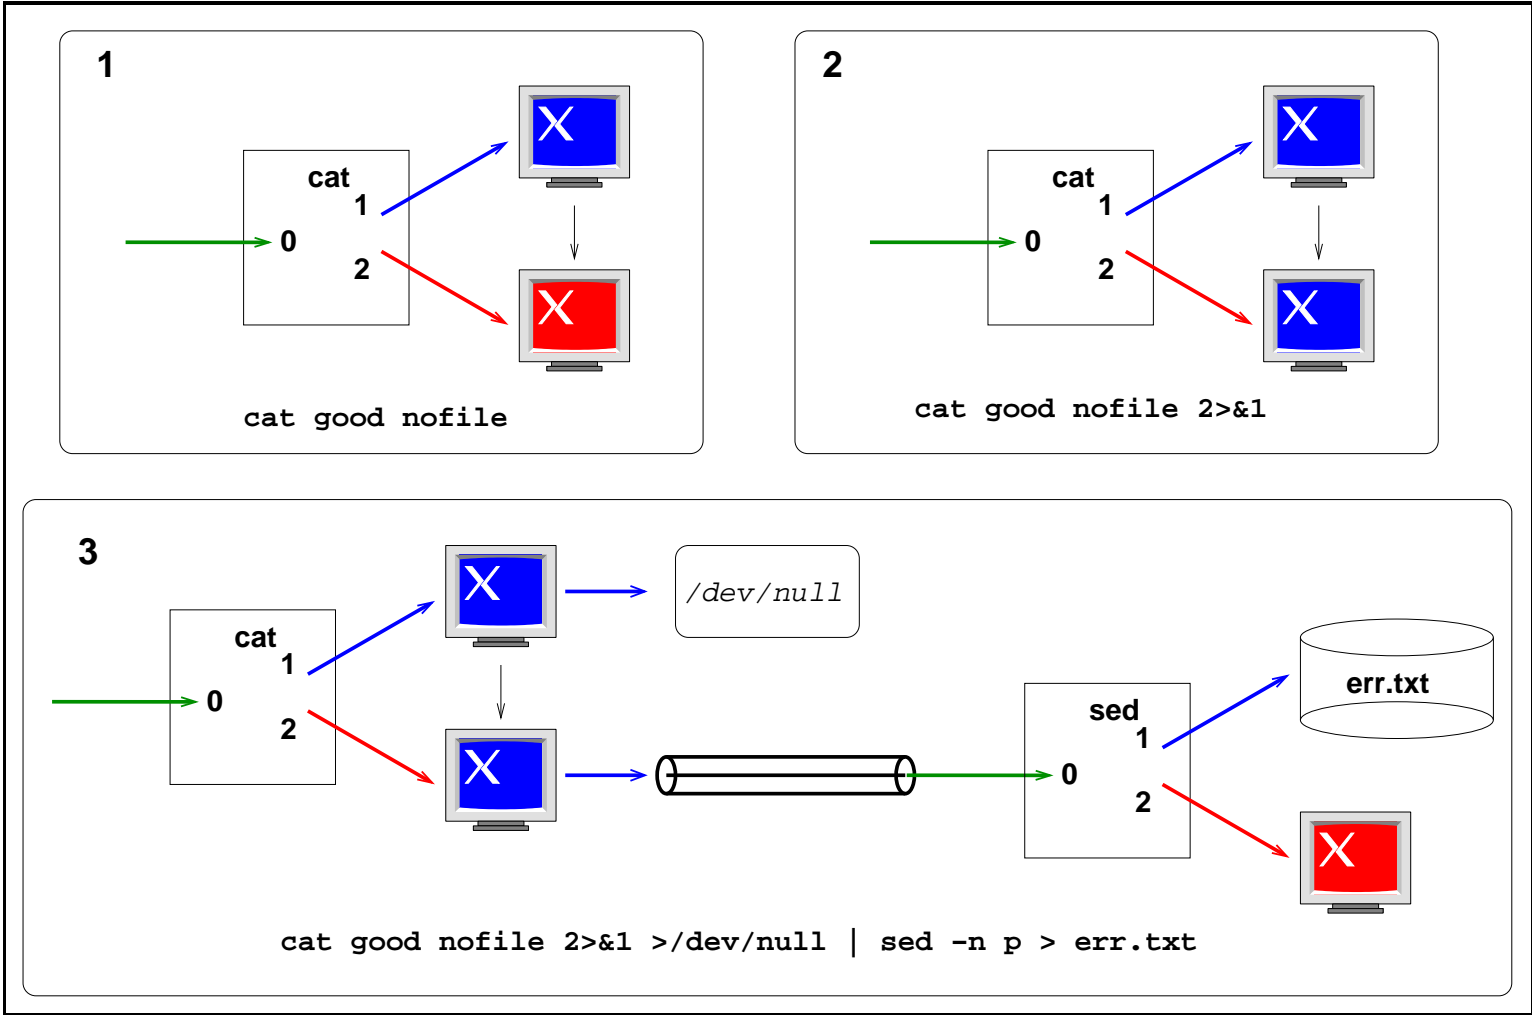 1
cat
1
0
2
X
X
cat good nofile
2
cat
1
0
2
X
X
cat good nofile 2>&1
3
cat
1
0
2
X
X
/dev/null
sed
1
0
2
err.txt
X
cat good nofile 2>&1 >/dev/null | sed -n p > err.txt